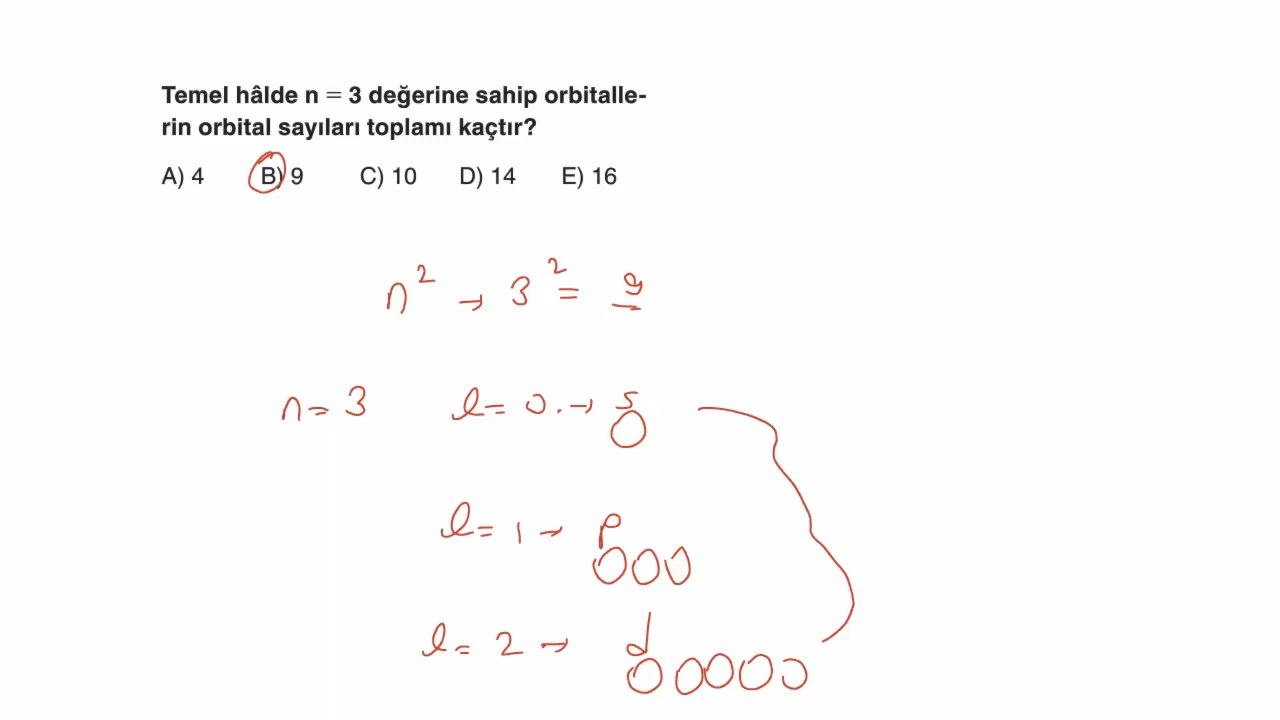 Temel hâlde n = 3 değerine sahip orbitalle-
rin orbital sayıları toplamı kaçtır?
A) 4 B) 9 C) 10 D) 14 E) 16
n² → 3² = 9
n = 3 l = 0. → s
l = 1 → p
l = 2 → d